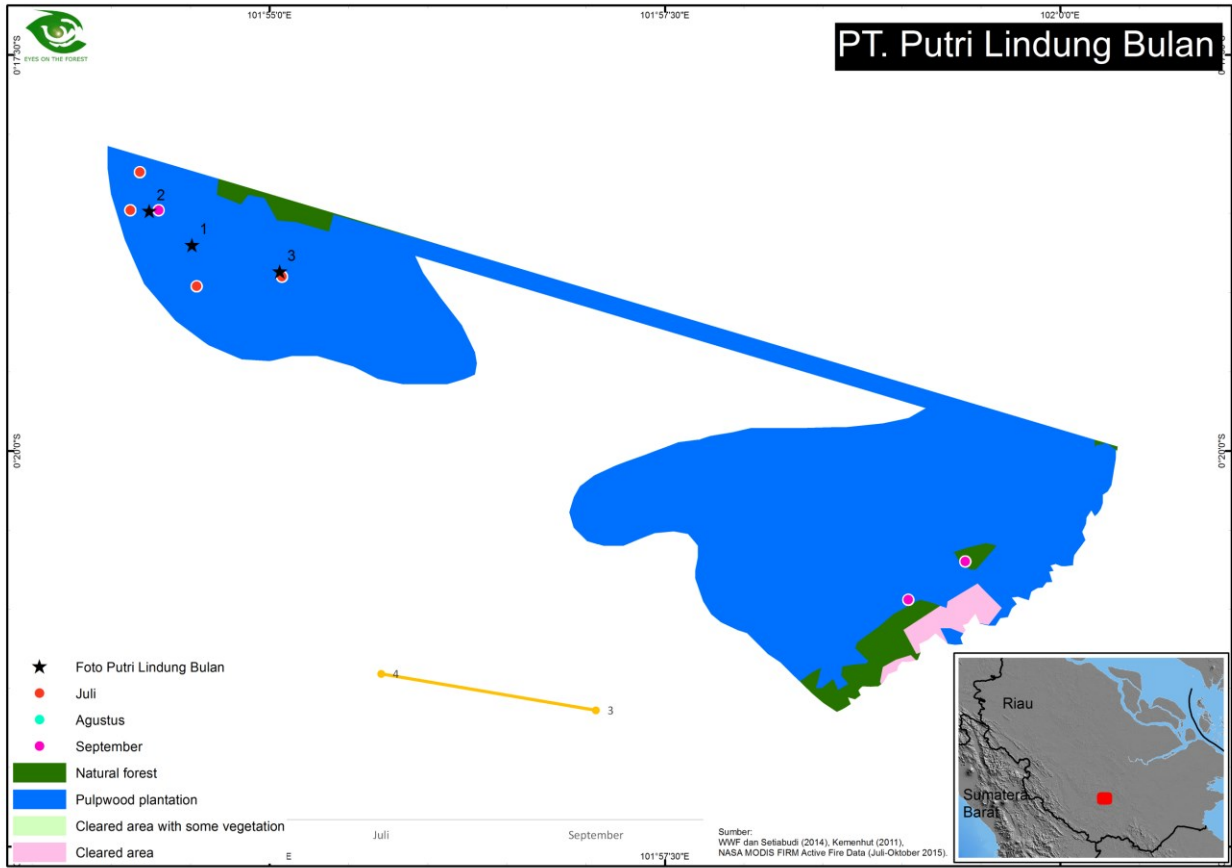 101°55'0"E
101°57'30"E
102°0'0"E
EYES ON THE FOREST
PT. Putri Lindung Bulan
0°17'30"S
2
1
3
0°20'0"S
0°20'0"S
Foto Putri Lindung Bulan
Juli
Agustus
September
Natural forest
Pulpwood plantation
Cleared area with some vegetation
Cleared area
4
3
Juli
September
E
101°57'30"E
Sumber:
WWF dan Setiabudi (2014), Kemenhut (2011),
NASA MODIS FIRM Active Fire Data (Juli-Oktober 2015).
Riau
Sumatera
Barat